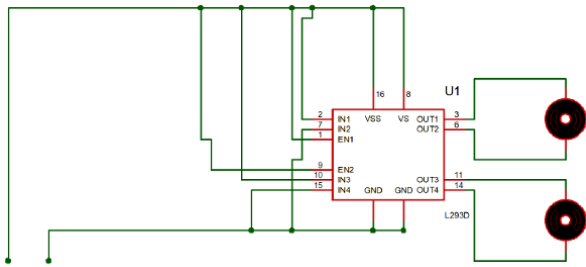 U1
16 8
2 IN1 VSS VS OUT1 3
7 IN2 OUT2 6
1 EN1
9 EN2
10 IN3 OUT3 11
15 IN4 GND GND OUT4 14
L293D